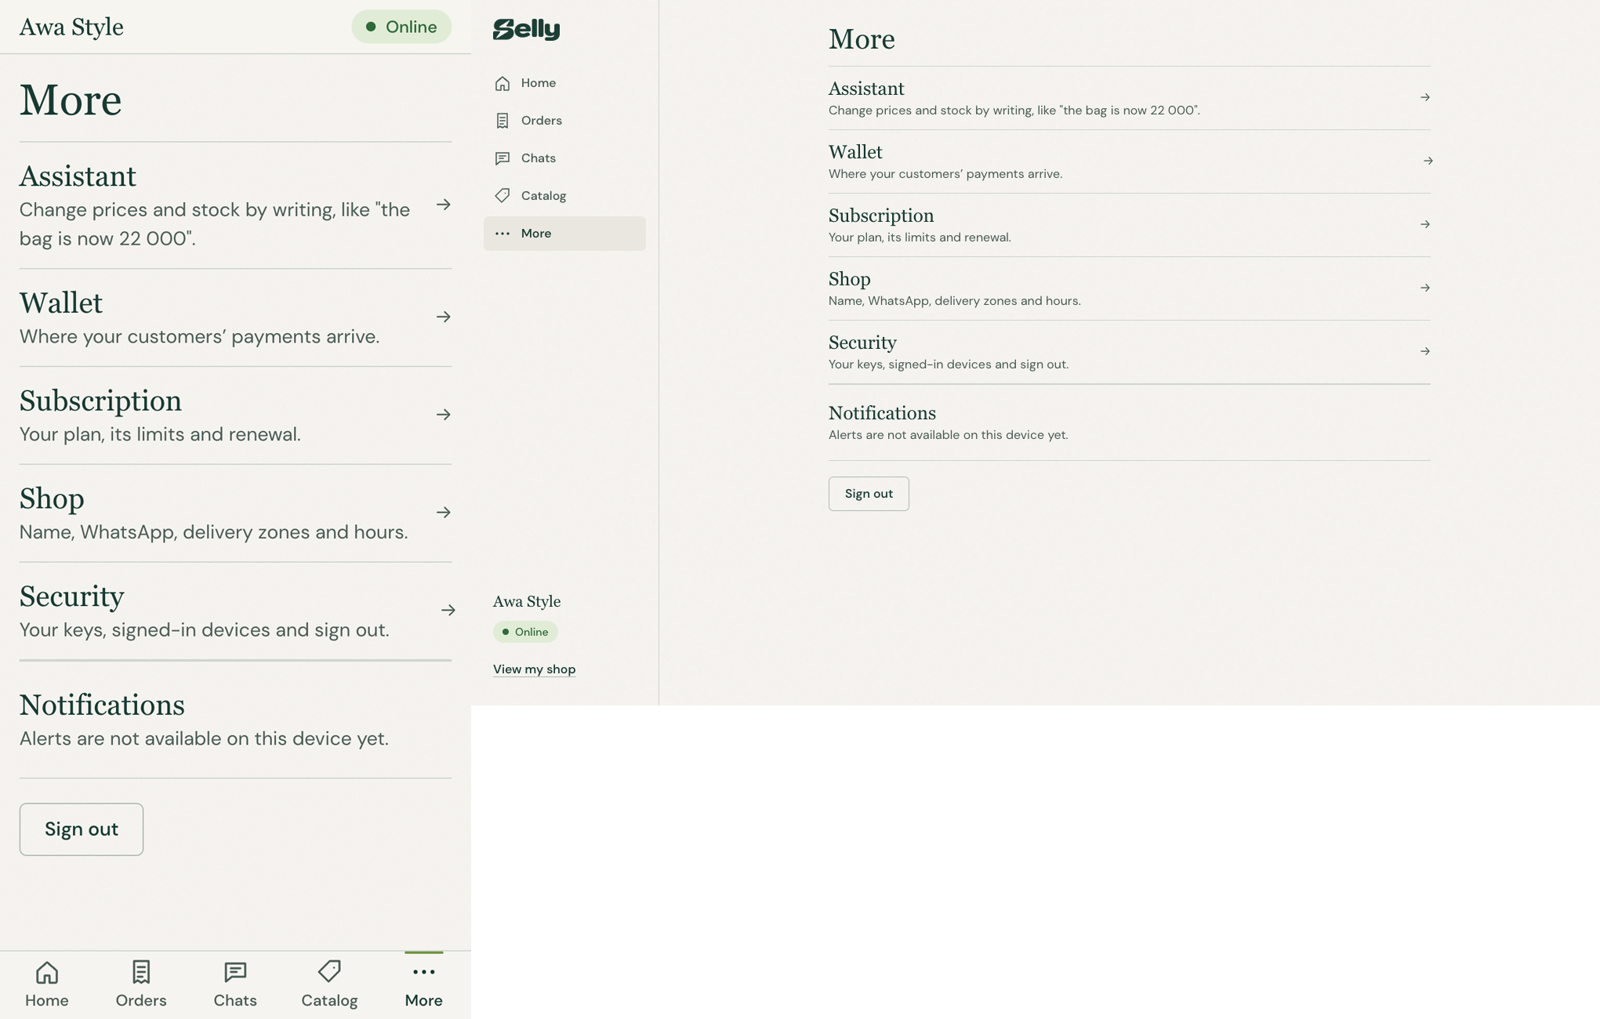 Awa Style
Online
More
Assistant
Change prices and stock by writing, like "the
bag is now 22 000".
Wallet
Where your customers’ payments arrive.
Subscription
Your plan, its limits and renewal.
Shop
Name, WhatsApp, delivery zones and hours.
Security
Your keys, signed-in devices and sign out.
Notifications
Alerts are not available on this device yet.
Sign out
Home
Orders
Chats
Catalog
More
Selly
Home
Orders
Chats
Catalog
More
Awa Style
Online
View my shop
More
Assistant
Change prices and stock by writing, like "the bag is now 22 000".
Wallet
Where your customers’ payments arrive.
Subscription
Your plan, its limits and renewal.
Shop
Name, WhatsApp, delivery zones and hours.
Security
Your keys, signed-in devices and sign out.
Notifications
Alerts are not available on this device yet.
Sign out